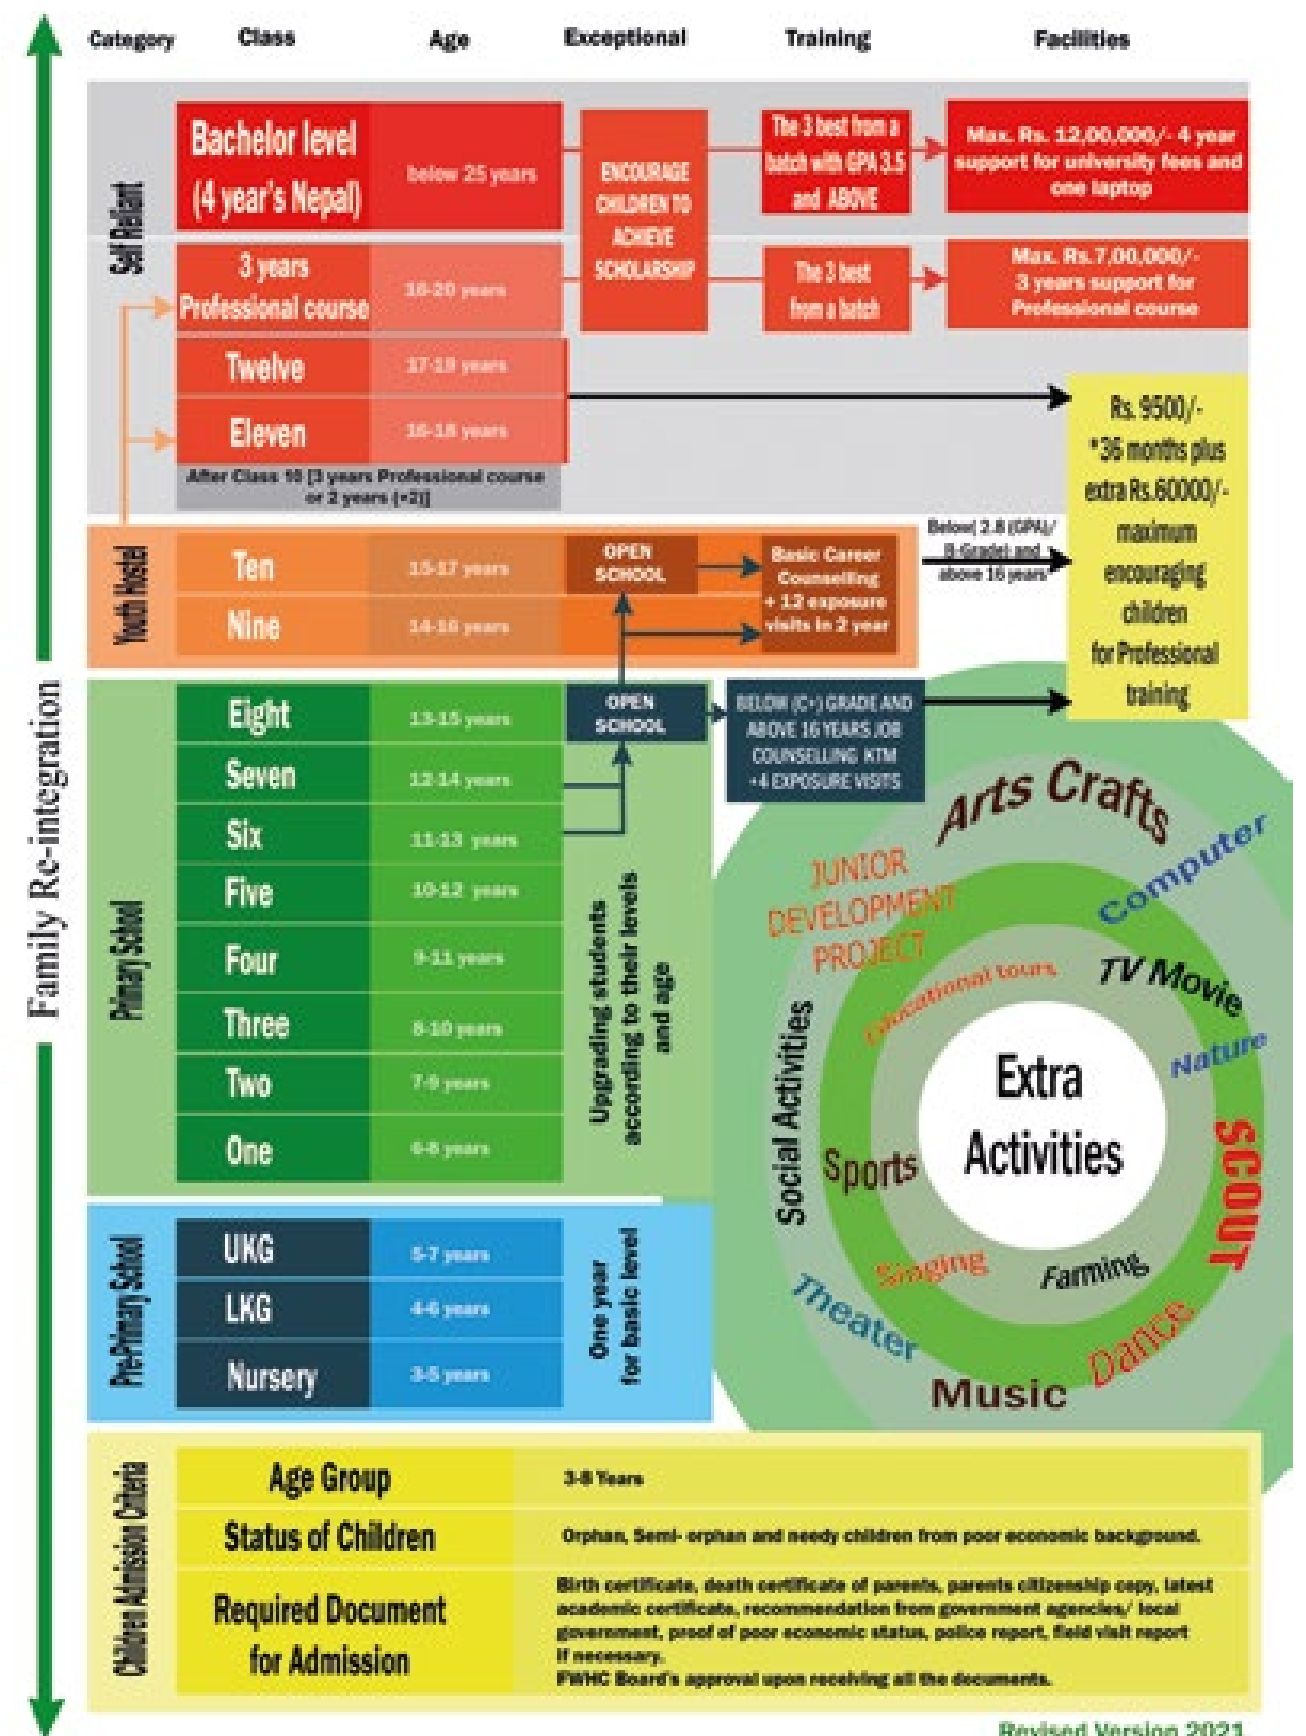 Category Class Age Exceptional Training Facilities
Self Reliant
Bachelor level
(4 year's Nepal)
below 25 years
ENCOURAGE
CHILDREN TO
ACHIEVE
SCHOLARSHIP
The 3 best from a
batch with GPA 3.5
and ABOVE
Max. Rs. 12,00,000/- 4 year
support for university fees and
one laptop
3 years
Professional course
16-20 years
The 3 best
from a batch
Max. Rs.7,00,000/-
3 years support for
Professional course
Twelve
17-19 years
Eleven
16-18 years
After Class 10 [3 years Professional course
or 2 years (+2)]
Rs. 9500/-
*36 months plus
extra Rs.60000/-
maximum
encouraging
children
for Professional
training
Youth Hostel
Ten
15-17 years
OPEN
SCHOOL
Basic Career
Counselling
+ 12 exposure
visits in 2 year
Below( 2.8 (GPA)/
and
above 16 years
Nine
14-16 years
Family Re-integration
Primary School
Eight
13-15 years
OPEN
SCHOOL
BELOW (C+) GRADE AND
ABOVE 16 YEARS JOB
COUNSELLING KTM
+4 EXPOSURE VISITS
Seven
12-14 years
Six
11-13 years
Five
10-12 years
Four
9-11 years
Three
8-10 years
Two
7-9 years
One
6-8 years
Upgrading students
according to their levels
and age
Arts Crafts
Computer
JUNIOR
DEVELOPMENT
PROJECT
Educational tours
TV Movie
Nature
Social Activities
Extra
Activities
Sports
SCOUT
Singing
Farming
Theater
Dance
Music
Pre-Primary School
UKG
5-7 years
LKG
4-6 years
Nursery
3-5 years
One year
for basic level
Children Admission Criteria
Age Group
3-8 Years
Status of Children
Orphan, Semi- orphan and needy children from poor economic background.
Required Document
for Admission
Birth certificate, death certificate of parents, parents citizenship copy, latest
academic certificate, recommendation from government agencies/ local
government, proof of poor economic status, police report, field visit report
if necessary.
FWHC Board's approval upon receiving all the documents.
Revised Version 2021